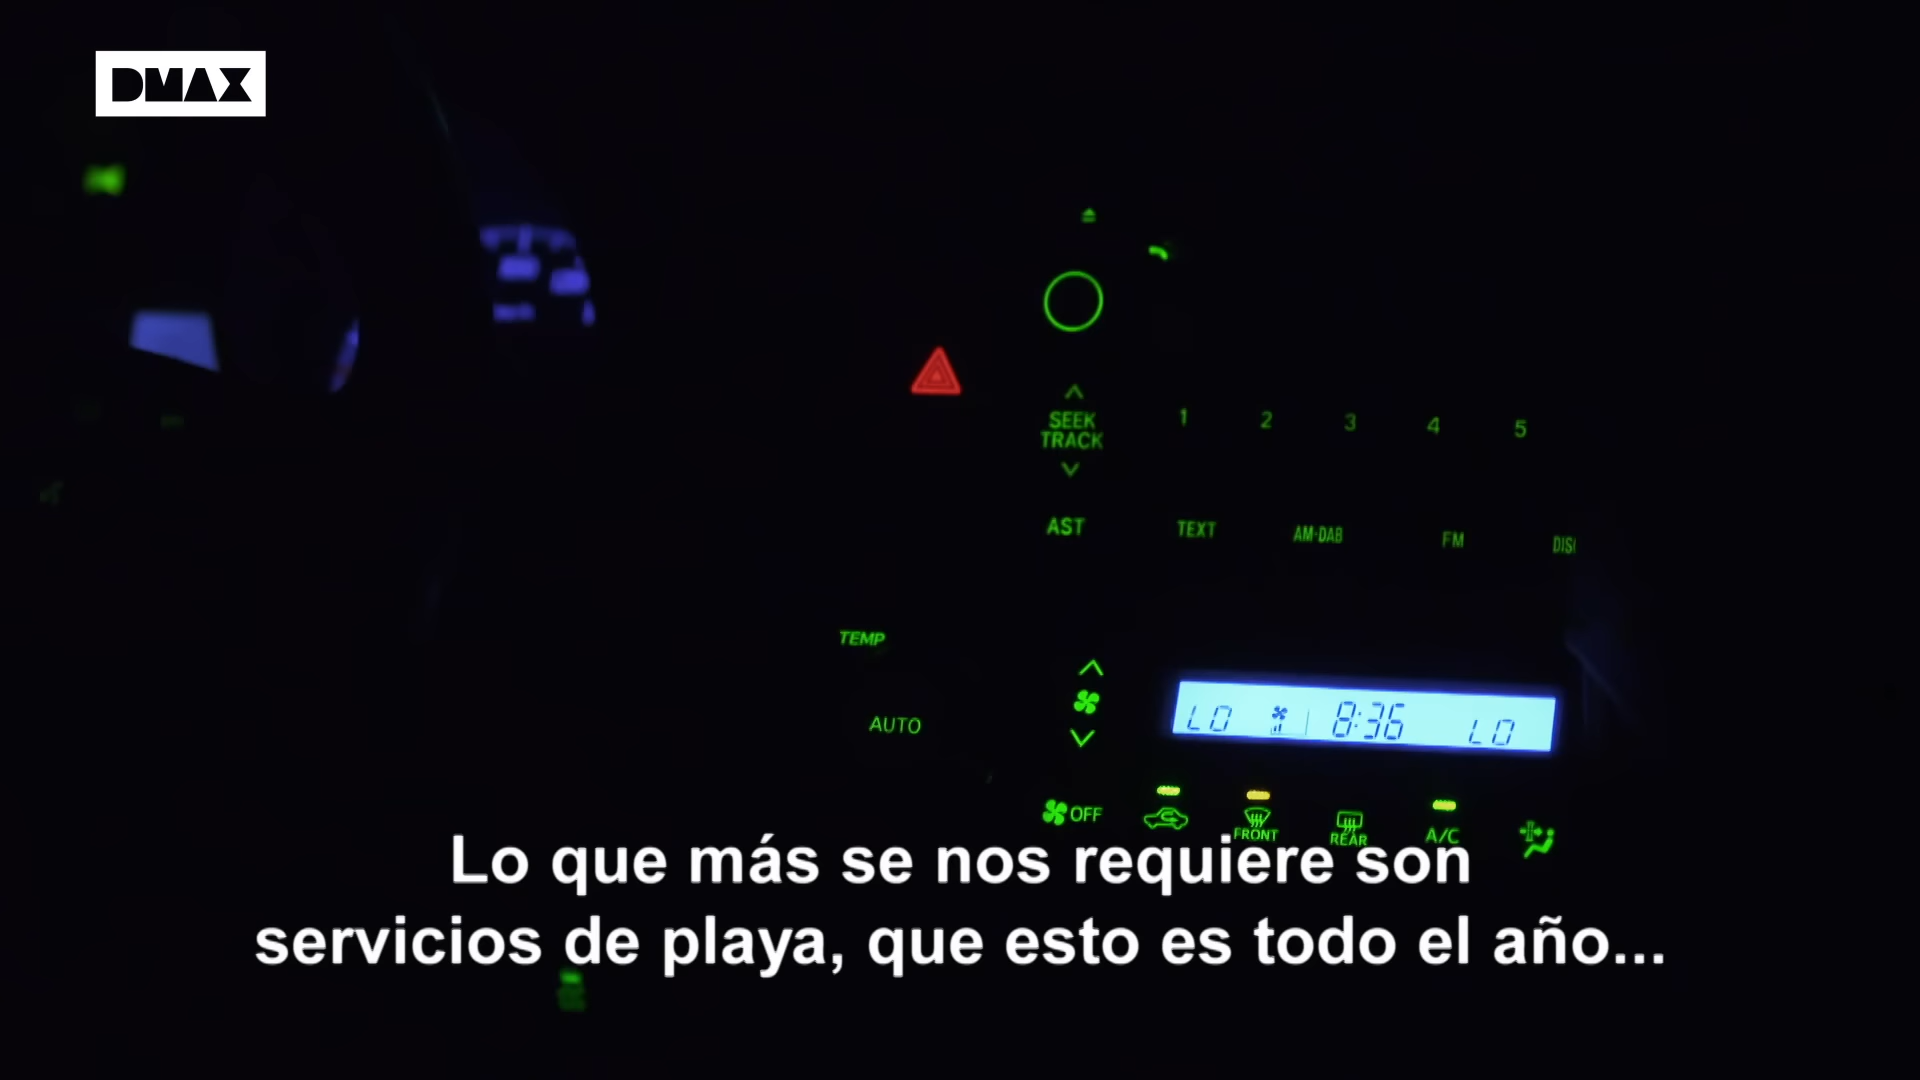 DMAX
SEEK
TRACK
1 2 3 4 5
AST TEXT AM·DAB FM DISC
TEMP
AUTO
LO 8:36 LO
OFF FRONT REAR A/C
Lo que más se nos requiere son
servicios de playa, que esto es todo el año...